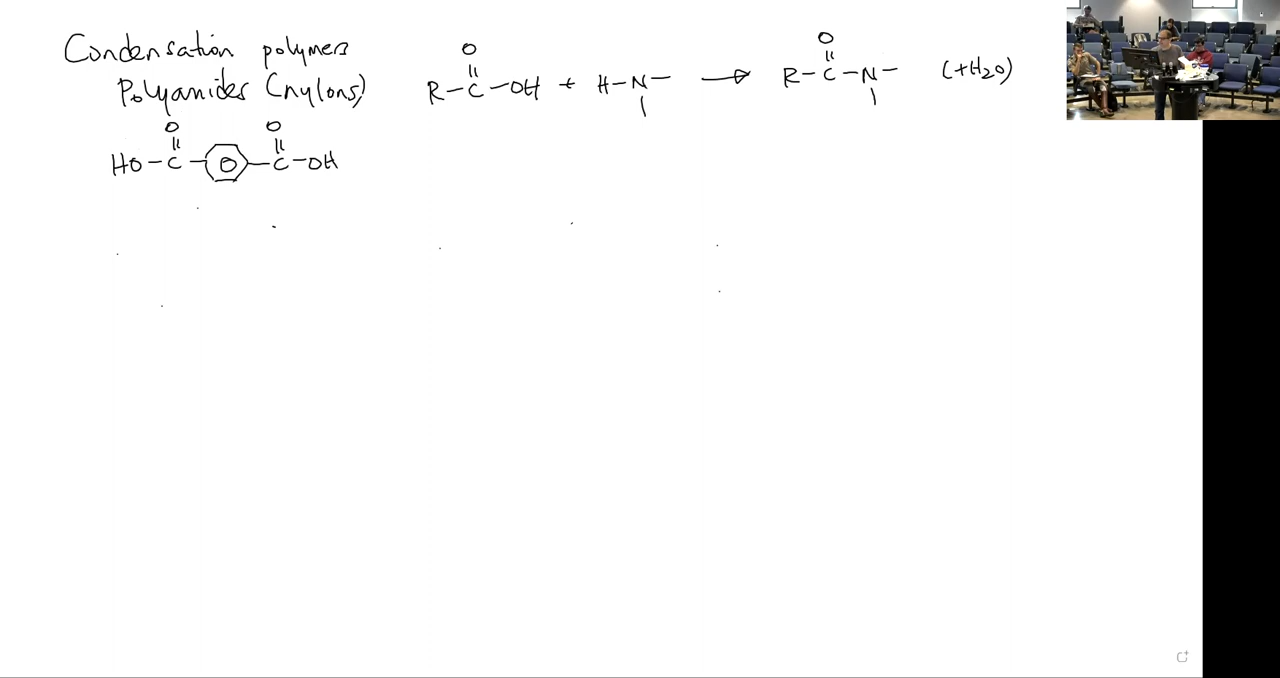 Condensation polymers
Polyamides (nylons)
O
R-C-OH + H-N-
O
R-C-N- (+H2O)
O O
HO-C- -C-OH